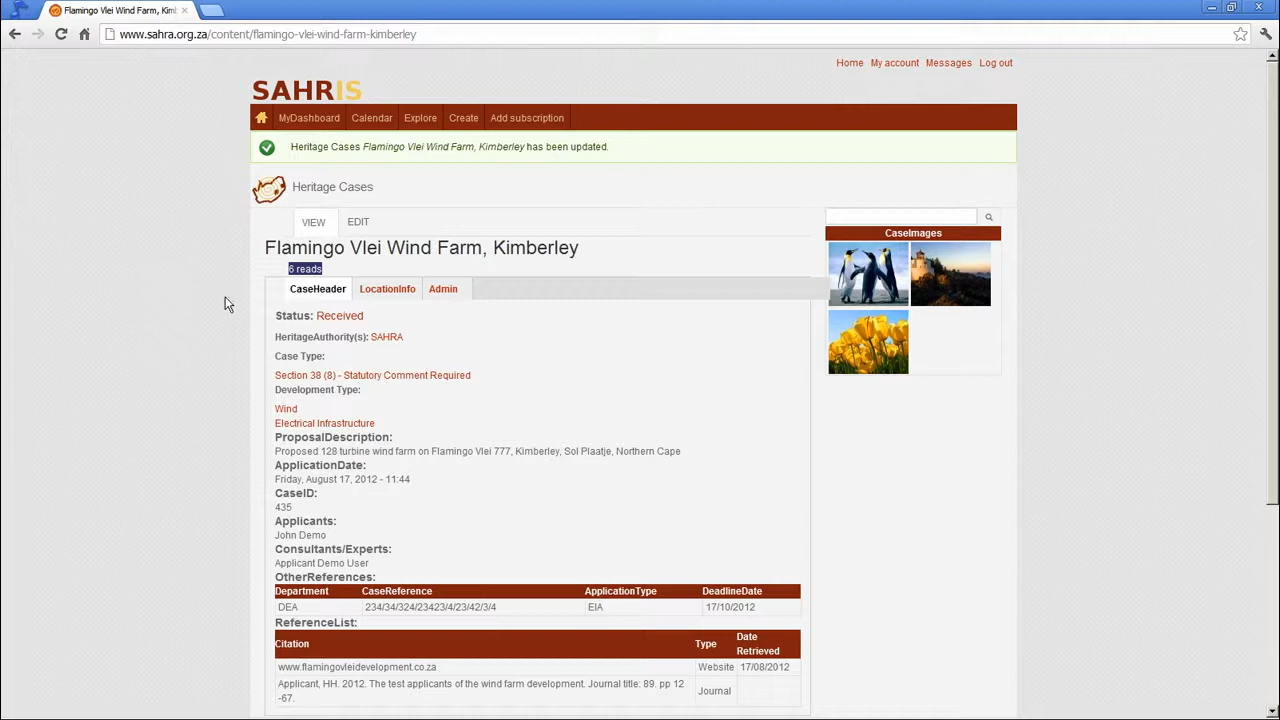 Flamingo Vlei Wind Farm, Kimb
www.sahra.org.za/content/flamingo-vlei-wind-farm-kimberley
Home My account Messages Log out
SAHRIS
MyDashboard Calendar Explore Create Add subscription
Heritage Cases Flamingo Vlei Wind Farm, Kimberley has been updated.
Heritage Cases
VIEW EDIT
Flamingo Vlei Wind Farm, Kimberley
6 reads
CaseHeader LocationInfo Admin
Status: Received
HeritageAuthority(s): SAHRA
Case Type:
Section 38 (8) - Statutory Comment Required
Development Type:
Wind
Electrical Infrastructure
ProposalDescription:
Proposed 128 turbine wind farm on Flamingo Vlei 777, Kimberley, Sol Plaatje, Northern Cape
ApplicationDate:
Friday, August 17, 2012 - 11:44
CaseID:
435
Applicants:
John Demo
Consultants/Experts:
Applicant Demo User
OtherReferences:
Department CaseReference ApplicationType DeadlineDate
DEA 234/34/324/23423/4/23/42/3/4 EIA 17/10/2012
ReferenceList:
Citation Type Date Retrieved
www.flamingovleidevelopment.co.za Website 17/08/2012
Applicant, HH. 2012. The test applicants of the wind farm development. Journal title: 89. pp 12
-67. Journal
CaseImages